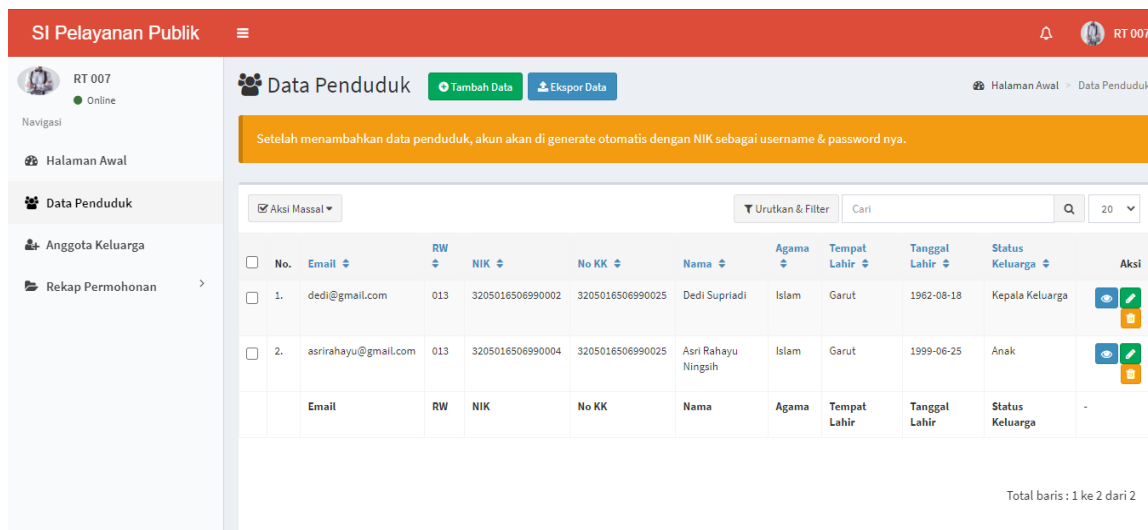 SI Pelayanan Publik
RT 007
RT 007
Online
Navigasi
Halaman Awal
Data Penduduk
Anggota Keluarga
Rekap Permohonan
Data Penduduk Tambah Data Ekspor Data Halaman Awal > Data Penduduk
Setelah menambahkan data penduduk, akun akan di generate otomatis dengan NIK sebagai username & password nya.
Aksi Massal Urutkan & Filter Cari 20
No. Email RW NIK No KK Nama Agama Tempat Lahir Tanggal Lahir Status Keluarga Aksi
1. dedi@gmail.com 013 3205016506990002 3205016506990025 Dedi Supriadi Islam Garut 1962-08-18 Kepala Keluarga
2. asrirahayu@gmail.com 013 3205016506990004 3205016506990025 Asri Rahayu Ningsih Islam Garut 1999-06-25 Anak
Email RW NIK No KK Nama Agama Tempat Lahir Tanggal Lahir Status Keluarga -
Total baris : 1 ke 2 dari 2